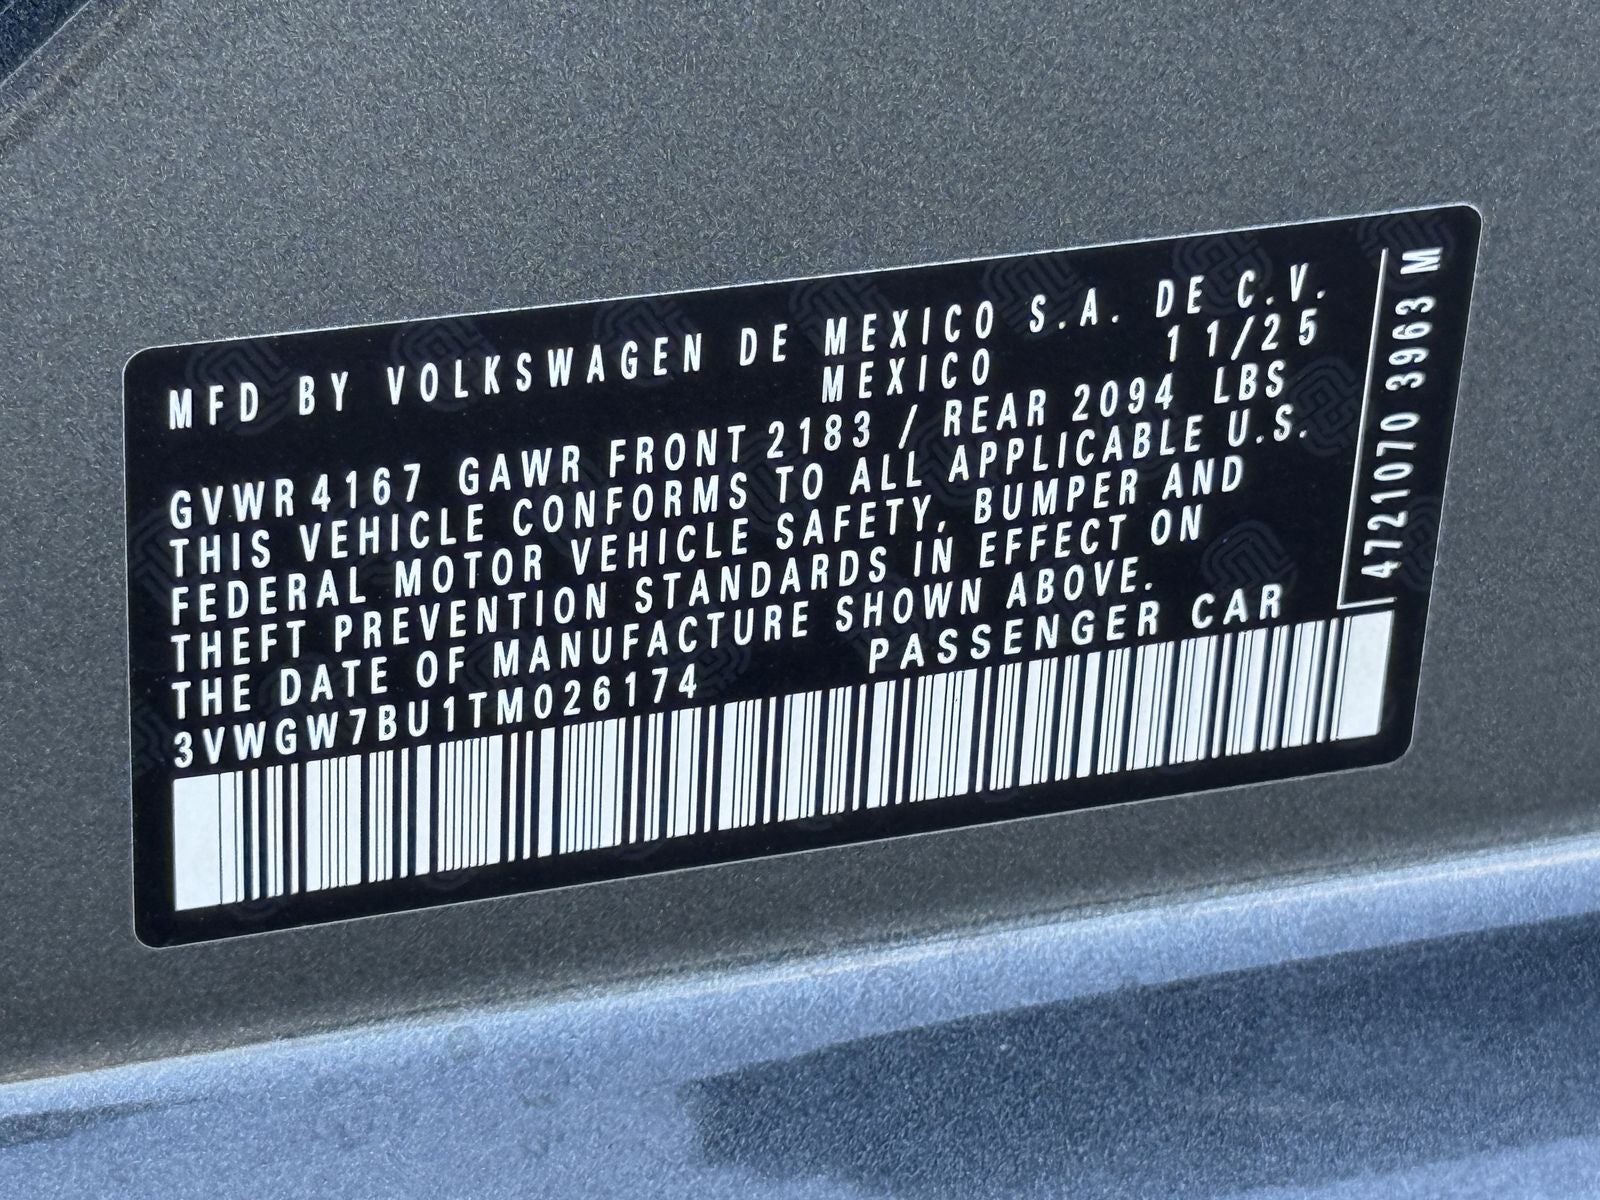 MFD BY VOLKSWAGEN DE MEXICO S.A. DE C.V.
MEXICO 11/25
GVWR 4167 GAWR FRONT 2183 / REAR 2094 LBS
THIS VEHICLE CONFORMS TO ALL APPLICABLE U.S.
FEDERAL MOTOR VEHICLE SAFETY, BUMPER AND
THEFT PREVENTION STANDARDS IN EFFECT ON
THE DATE OF MANUFACTURE SHOWN ABOVE.
3VWGW7BU1TM026174 PASSENGER CAR
4721070 3963 M